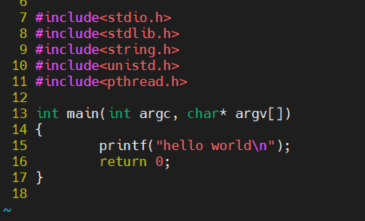 6
7 #include<stdio.h>
8 #include<stdlib.h>
9 #include<string.h>
10 #include<unistd.h>
11 #include<pthread.h>
12
13 int main(int argc, char* argv[])
14 {
15         printf("hello world\n");
16         return 0;
17 }
18
~